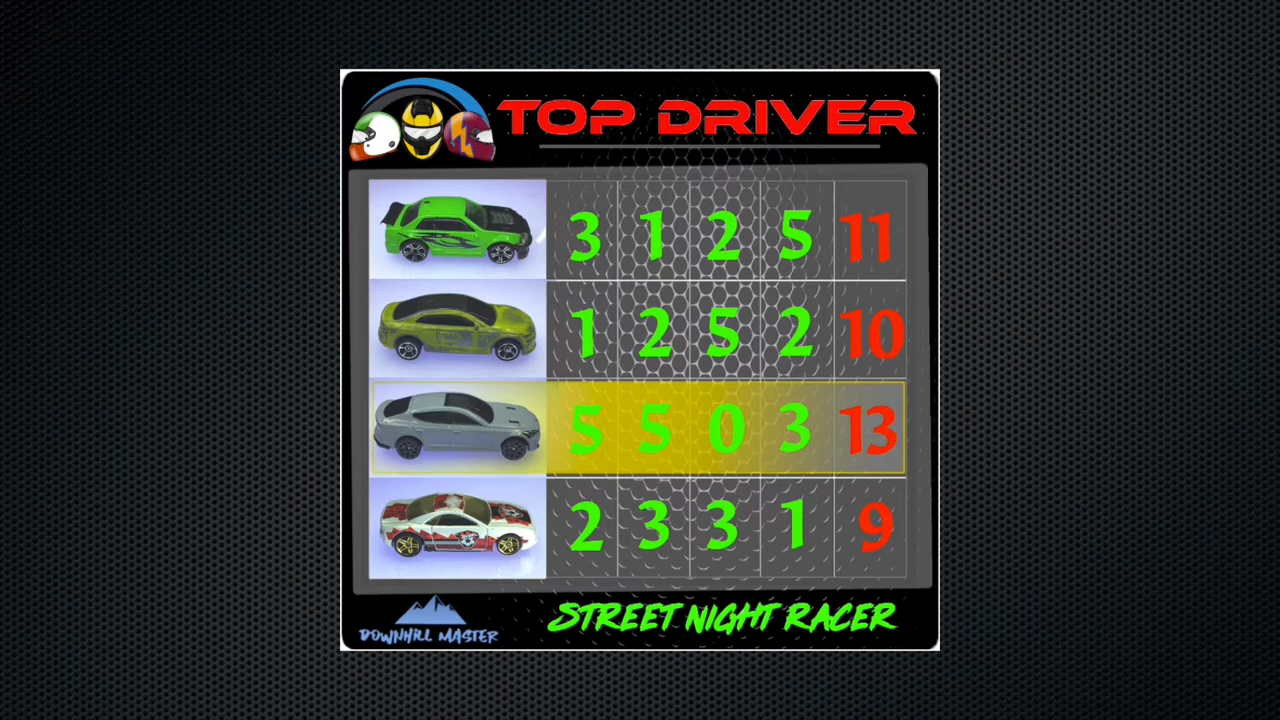 TOP DRIVER
3 1 2 5 11
1 2 5 2 10
5 5 0 3 13
2 3 3 1 9
DOWNHILL MASTER
STREET NIGHT RACER